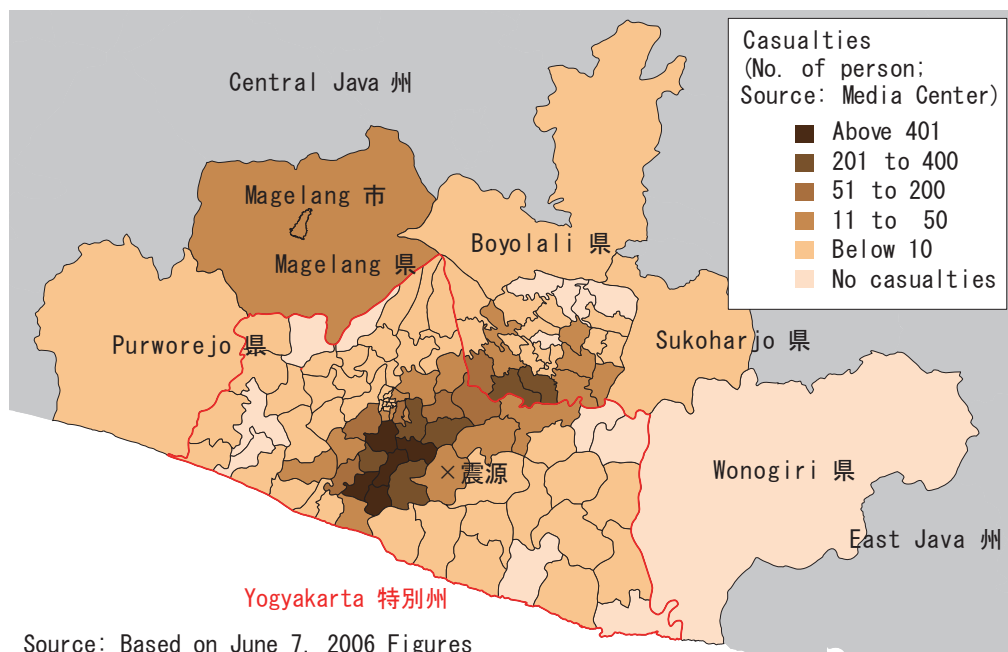 Central Java 州
Casualties
(No. of person;
Source: Media Center)
Above 401
201 to 400
51 to 200
11 to 50
Below 10
No casualties
Magelang 市
Boyolali 県
Magelang 県
Purworejo 県
Sukoharjo 県
×震源
Wonogiri 県
East Java 州
Yogyakarta 特別州
Source: Based on June 7, 2006 Figures